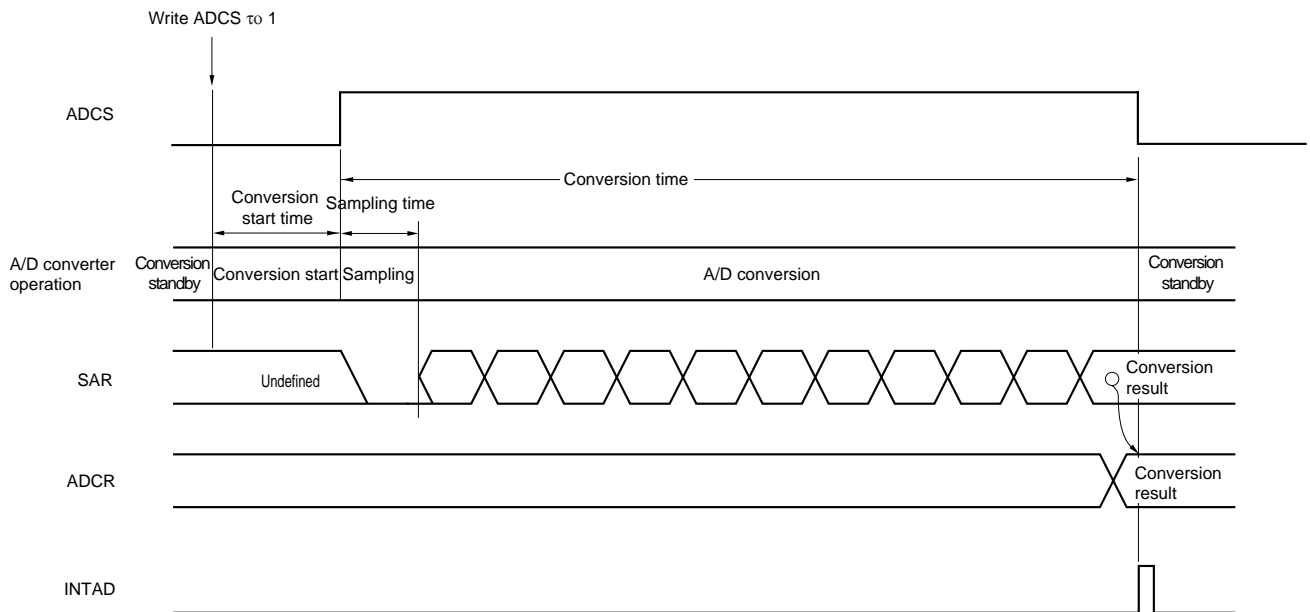 Write ADCS το 1
ADCS
Conversion time
Conversion
start time
Sampling time
A/D converter
operation
Conversion
standby
Conversion start
Sampling
A/D conversion
Conversion
standby
SAR
Undefined
Conversion
result
ADCR
Conversion
result
INTAD